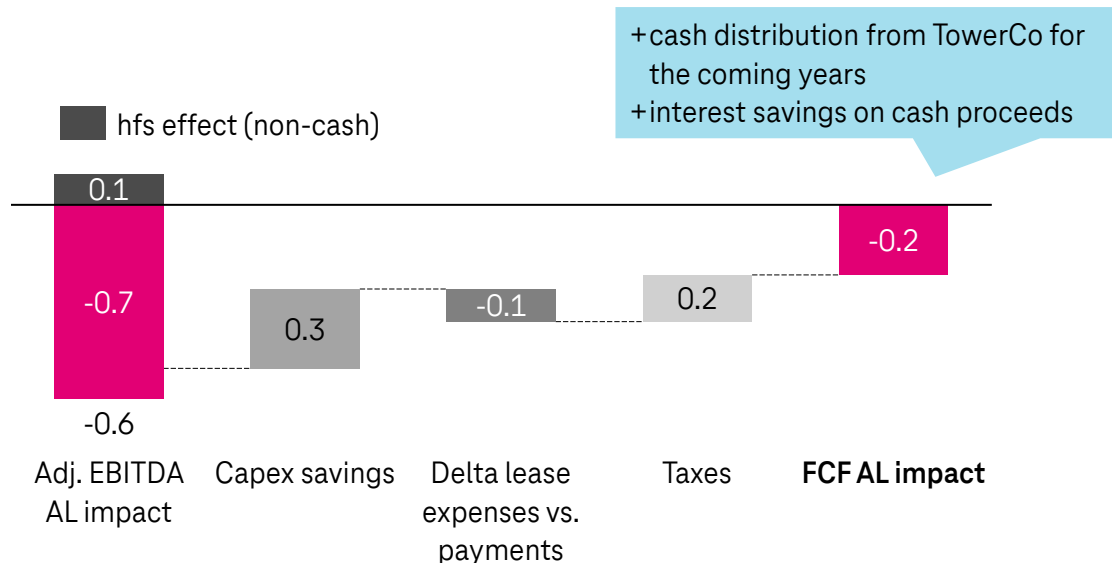 +cash distribution from TowerCo for
the coming years
+interest savings on cash proceeds
hfs effect (non-cash)
0.1
-0.7
-0.6
0.3
-0.1
0.2
-0.2
Adj. EBITDA
AL impact
Capex savings
Delta lease
expenses vs.
payments
Taxes
FCF AL impact